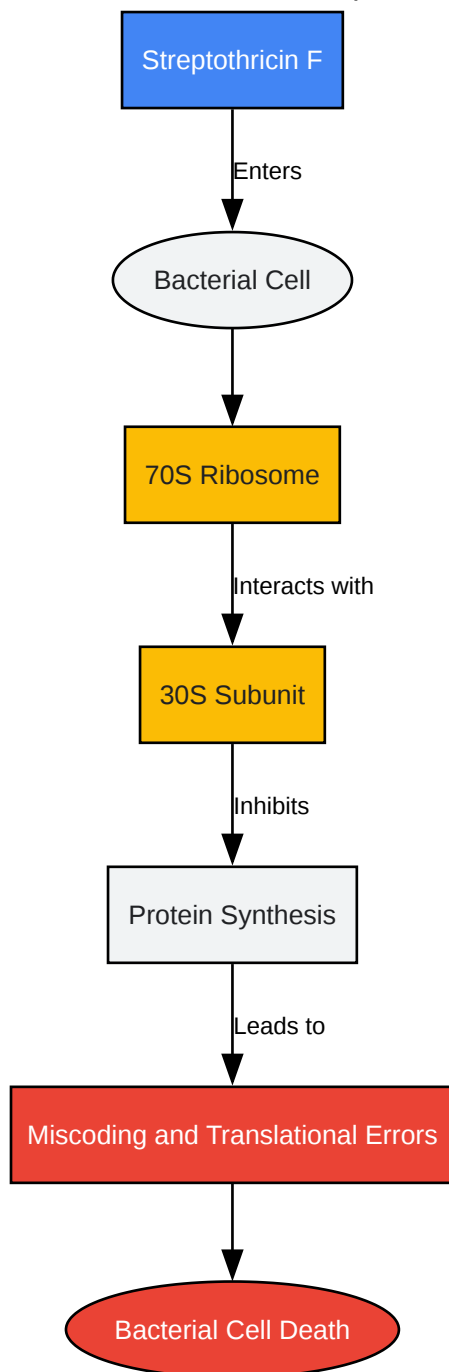 Streptothricin F
Enters
Bacterial Cell
70S Ribosome
Interacts with
30S Subunit
Inhibits
Protein Synthesis
Leads to
Miscoding and Translational Errors
Bacterial Cell Death